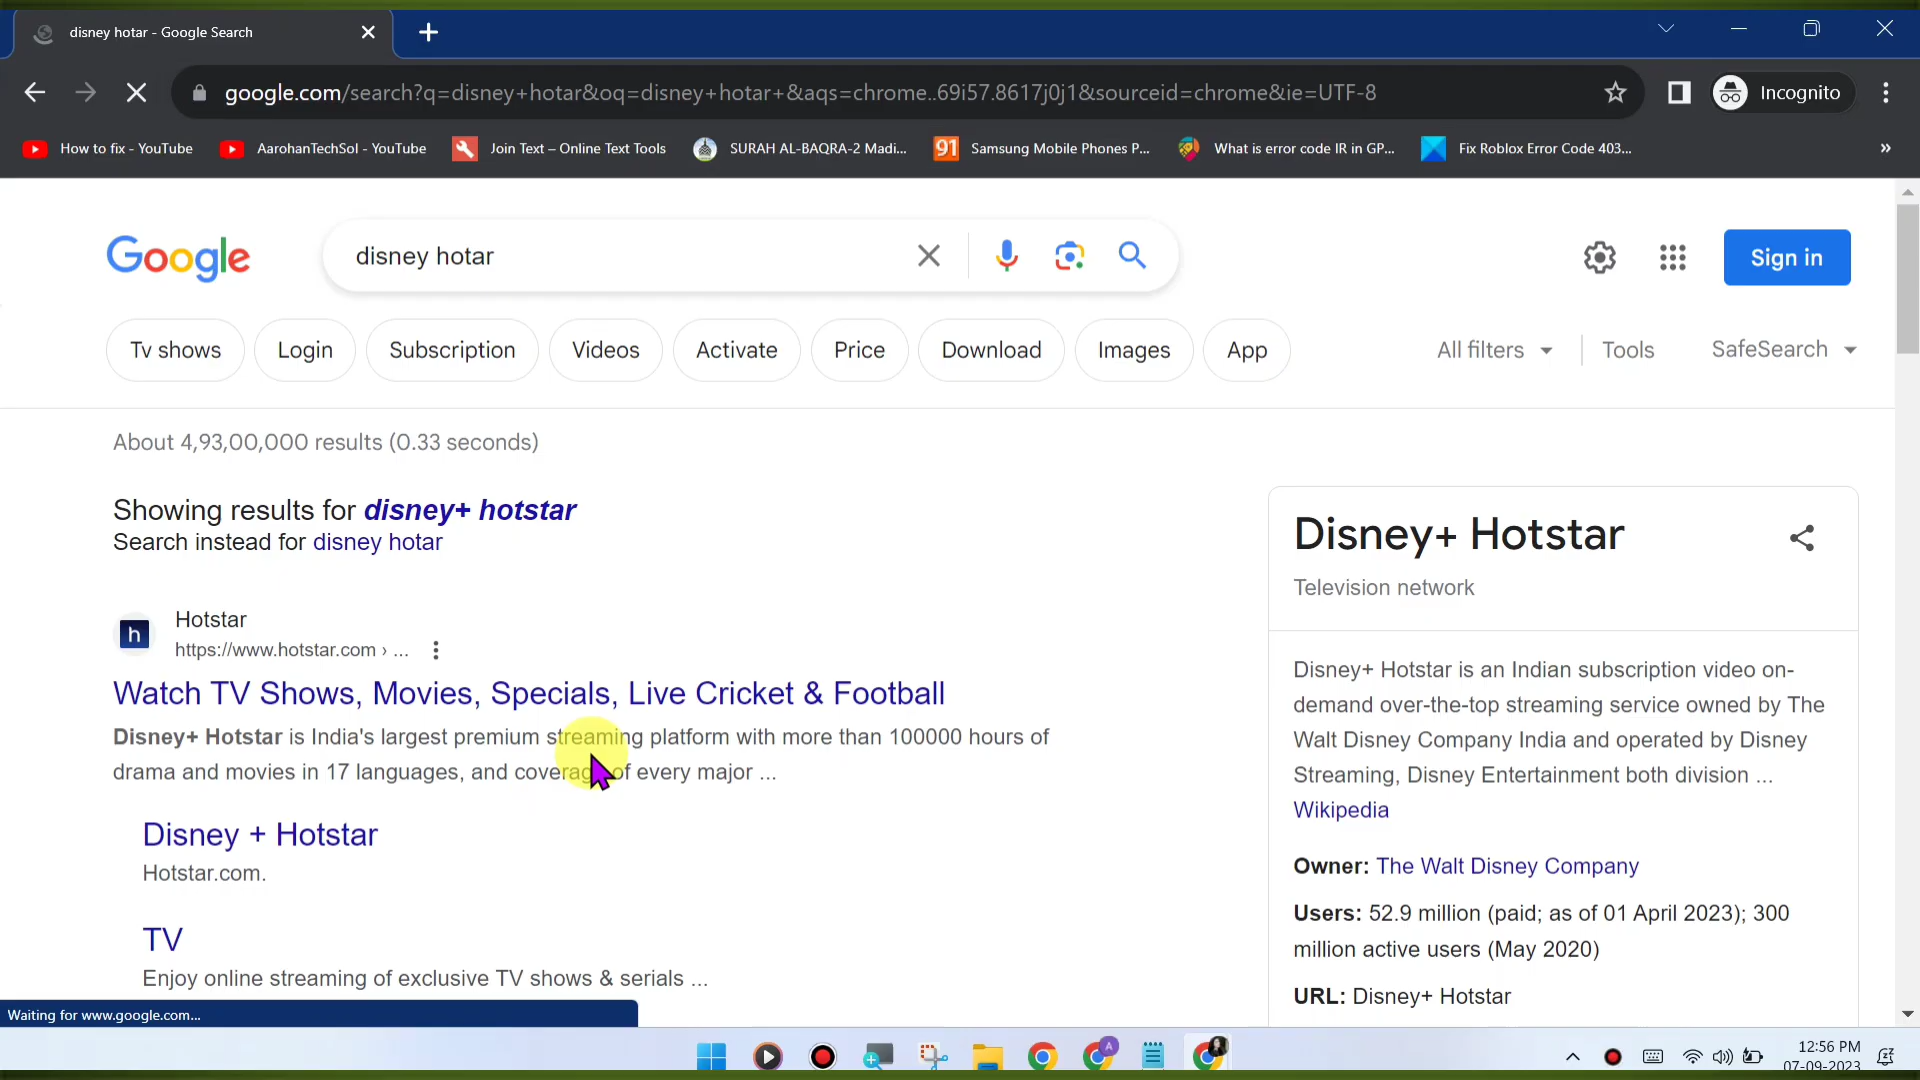 disney hotar - Google Search
google.com/search?q=disney+hotar&oq=disney+hotar+&aqs=chrome..69i57.8617j0j1&sourceid=chrome&ie=UTF-8
Incognito
How to fix - YouTube
AarohanTechSol - YouTube
Join Text – Online Text Tools
SURAH AL-BAQRA-2 Madi...
91
Samsung Mobile Phones P...
What is error code IR in GP...
Fix Roblox Error Code 403...
»
Google
disney hotar
Sign in
Tv shows
Login
Subscription
Videos
Activate
Price
Download
Images
App
All filters
Tools
SafeSearch
About 4,93,00,000 results (0.33 seconds)
Showing results for disney+ hotstar
Search instead for disney hotar
h
Hotstar
https://www.hotstar.com › ...
Watch TV Shows, Movies, Specials, Live Cricket & Football
Disney+ Hotstar is India's largest premium streaming platform with more than 100000 hours of
drama and movies in 17 languages, and coverage of every major ...
Disney + Hotstar
Hotstar.com.
TV
Enjoy online streaming of exclusive TV shows & serials ...
Disney+ Hotstar
Television network
Disney+ Hotstar is an Indian subscription video on-
demand over-the-top streaming service owned by The
Walt Disney Company India and operated by Disney
Streaming, Disney Entertainment both division ...
Wikipedia
Owner: The Walt Disney Company
Users: 52.9 million (paid; as of 01 April 2023); 300
million active users (May 2020)
URL: Disney+ Hotstar
Waiting for www.google.com...
A
12:56 PM
07-09-2023